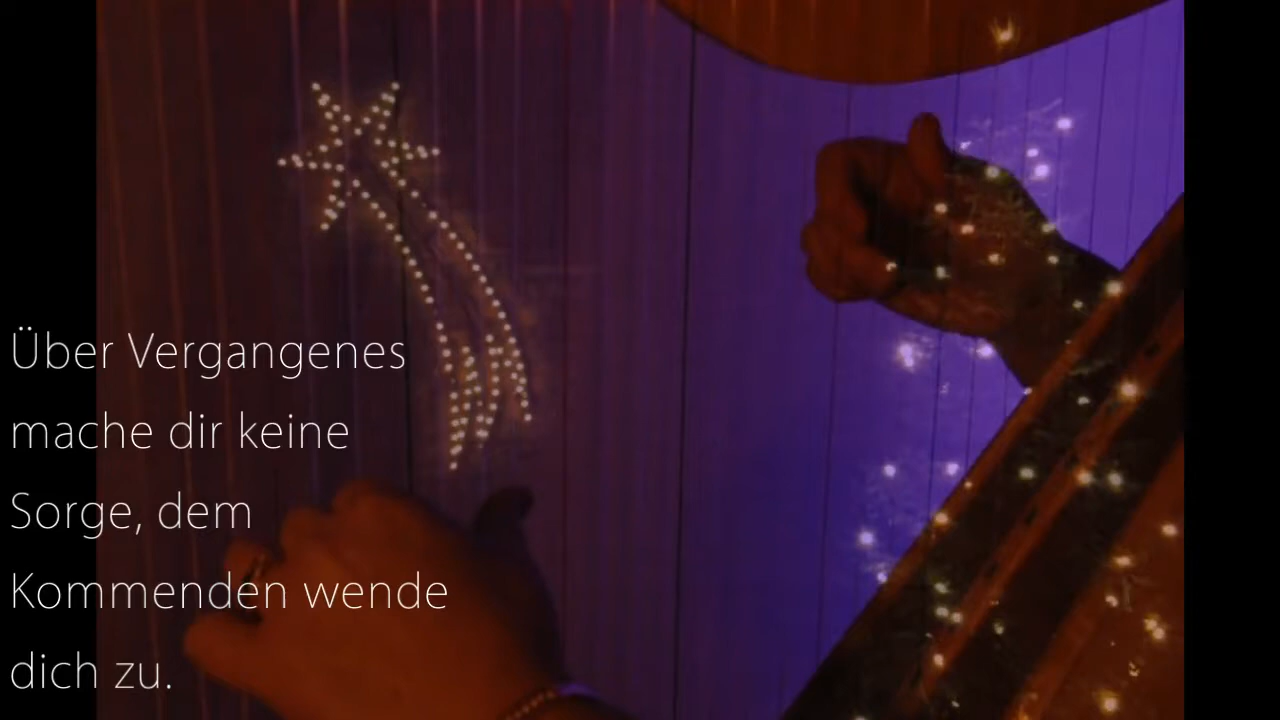 Über Vergangenes
mache dir keine
Sorge, dem
Kommenden wende
dich zu.